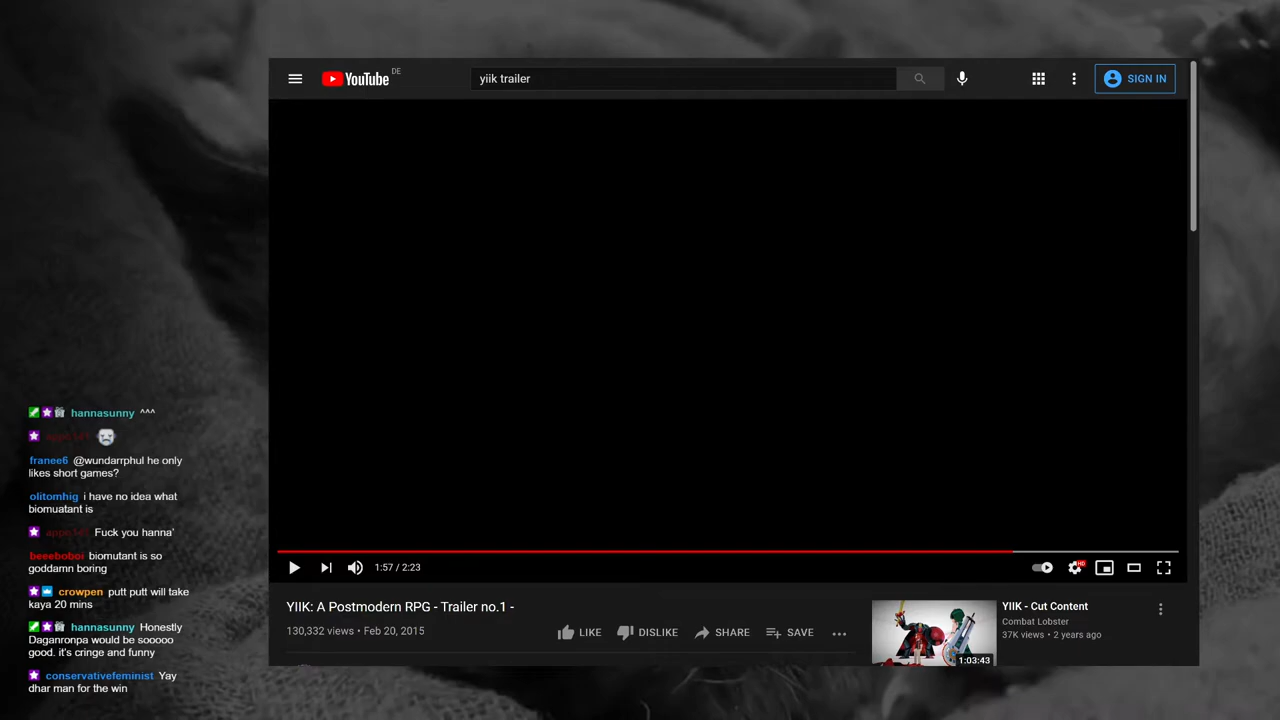 YouTube DE
yiik trailer
SIGN IN
1:57 / 2:23
HD
YIIK: A Postmodern RPG - Trailer no.1 -
130,332 views • Feb 20, 2015
LIKE
DISLIKE
SHARE
SAVE
1:03:43
YIIK - Cut Content
Combat Lobster
37K views • 2 years ago
hannasunny ^^^
franee6 @wundarrphul he only
likes short games?
olitomhig i have no idea what
biomuatant is
Fuck you hanna'
beeeboboi biomutant is so
goddamn boring
crowpen putt putt will take
kaya 20 mins
hannasunny Honestly
Daganronpa would be sooooo
good. it's cringe and funny
conservativefeminist Yay
dhar man for the win